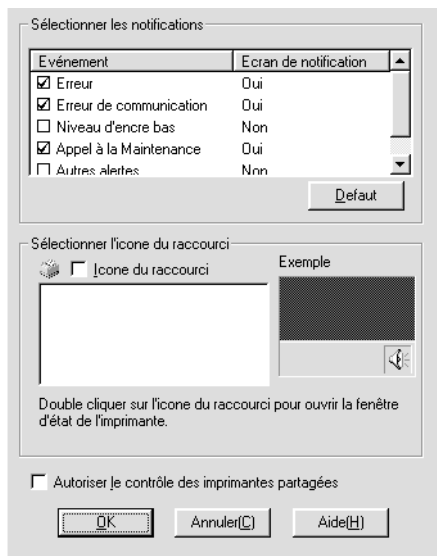 Sélectionner les notifications
Evénement Ecran de notification
Erreur Oui
Erreur de communication Oui
Niveau d'encre bas Non
Appel à la Maintenance Oui
Autres alertes Non
Defaut
Sélectionner l'icone du raccourci
Icone du raccourci
Exemple
Double cliquer sur l'icone du raccourci pour ouvrir la fenêtre
d'état de l'imprimante.
Autoriser le contrôle des imprimantes partagées
OK Annuler(C) Aide(H)